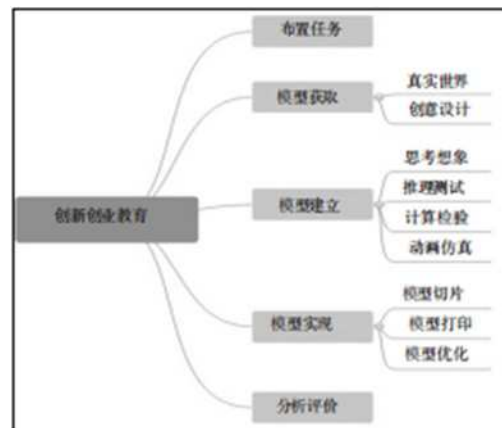 布置任务
模型获取
真实世界
创意设计
创新创业教育
模型建立
思考想象
推理测试
计算检验
动画仿真
模型实现
模型切片
模型打印
模型优化
分析评价